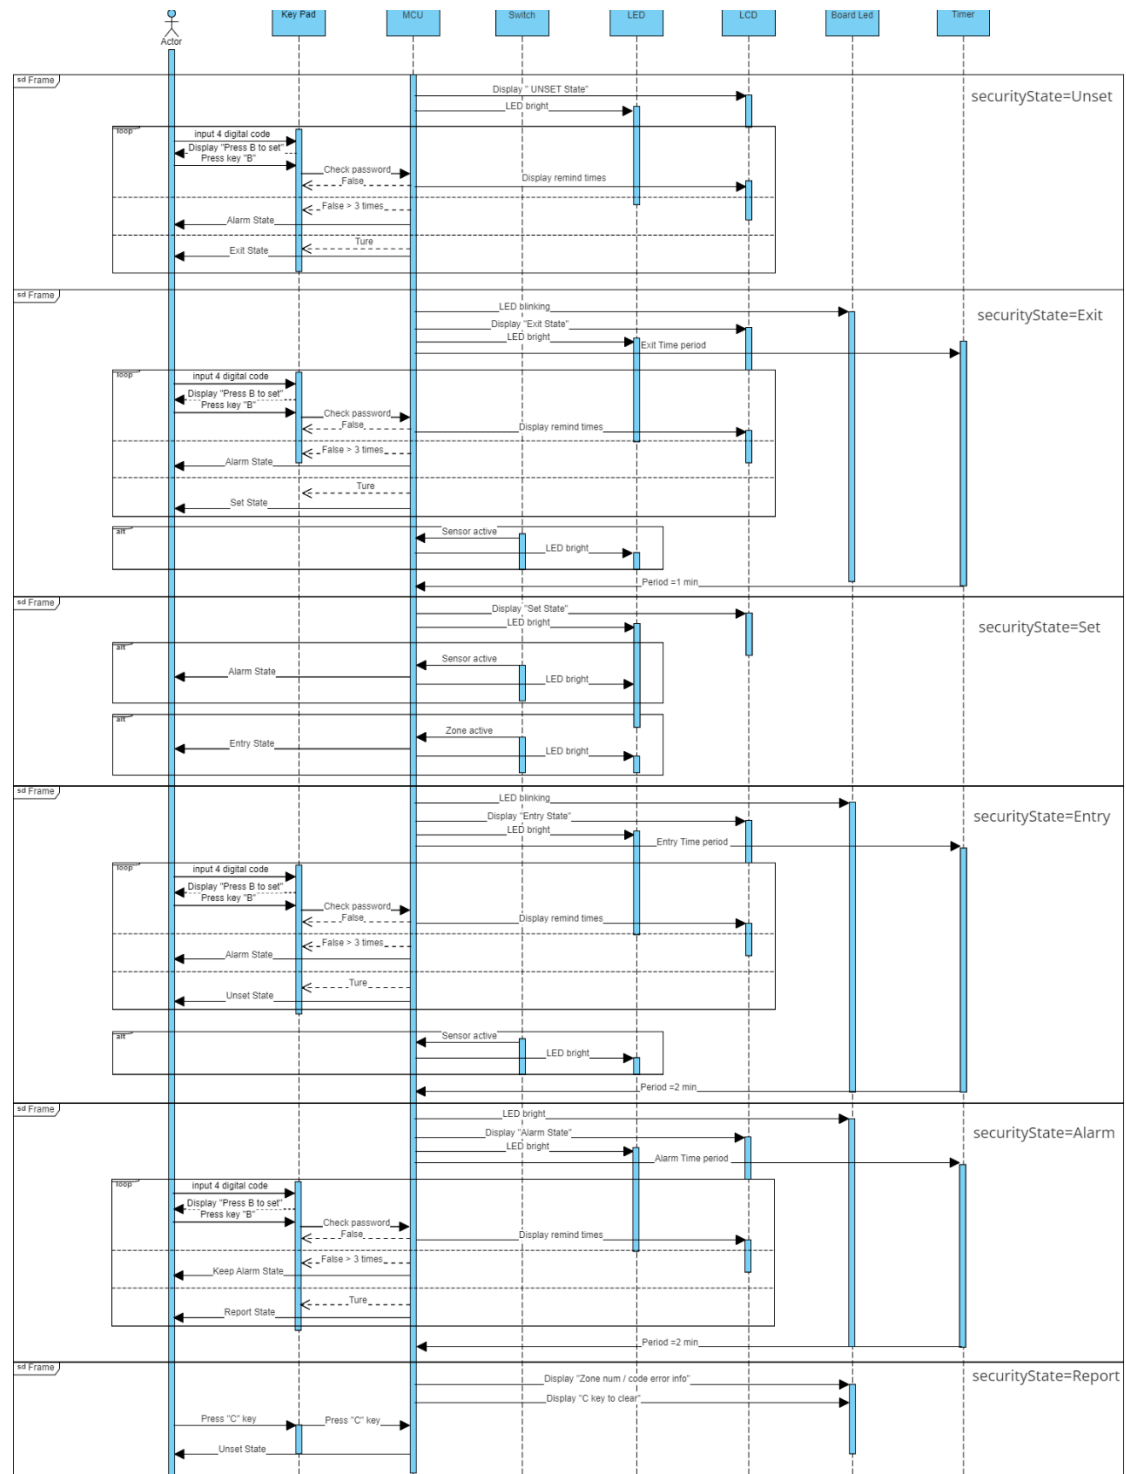 Key Pad MCU Switch LED LCD Board Led Timer
Actor
sd Frame
securityState=Unset
Display " UNSET State"
LED bright
loop
input 4 digital code
Display "Press B to set"
Press key "B"
Check password
False
Display remind times
False > 3 times
Alarm State
Ture
Exit State
sd Frame
securityState=Exit
LED blinking
Display "Exit State"
LED bright
Exit Time period
loop
input 4 digital code
Display "Press B to set"
Press key "B"
Check password
False
Display remind times
False > 3 times
Alarm State
Ture
Set State
alt
Sensor active
LED bright
Period =1 min
sd Frame
securityState=Set
Display "Set State"
LED bright
alt
Sensor active
Alarm State
LED bright
alt
Zone active
Entry State
LED bright
sd Frame
securityState=Entry
LED blinking
Display "Entry State"
LED bright
Entry Time period
loop
input 4 digital code
Display "Press B to set"
Press key "B"
Check password
False
Display remind times
False > 3 times
Alarm State
Ture
Unset State
alt
Sensor active
LED bright
Period =2 min
sd Frame
securityState=Alarm
LED bright
Display "Alarm State"
LED bright
Alarm Time period
loop
input 4 digital code
Display "Press B to set"
Press key "B"
Check password
False
Display remind times
False > 3 times
Keep Alarm State
Ture
Report State
Period =2 min
sd Frame
securityState=Report
Display "Zone num / code error info"
Display "C key to clear"
Press "C" key
Press "C" key
Unset State